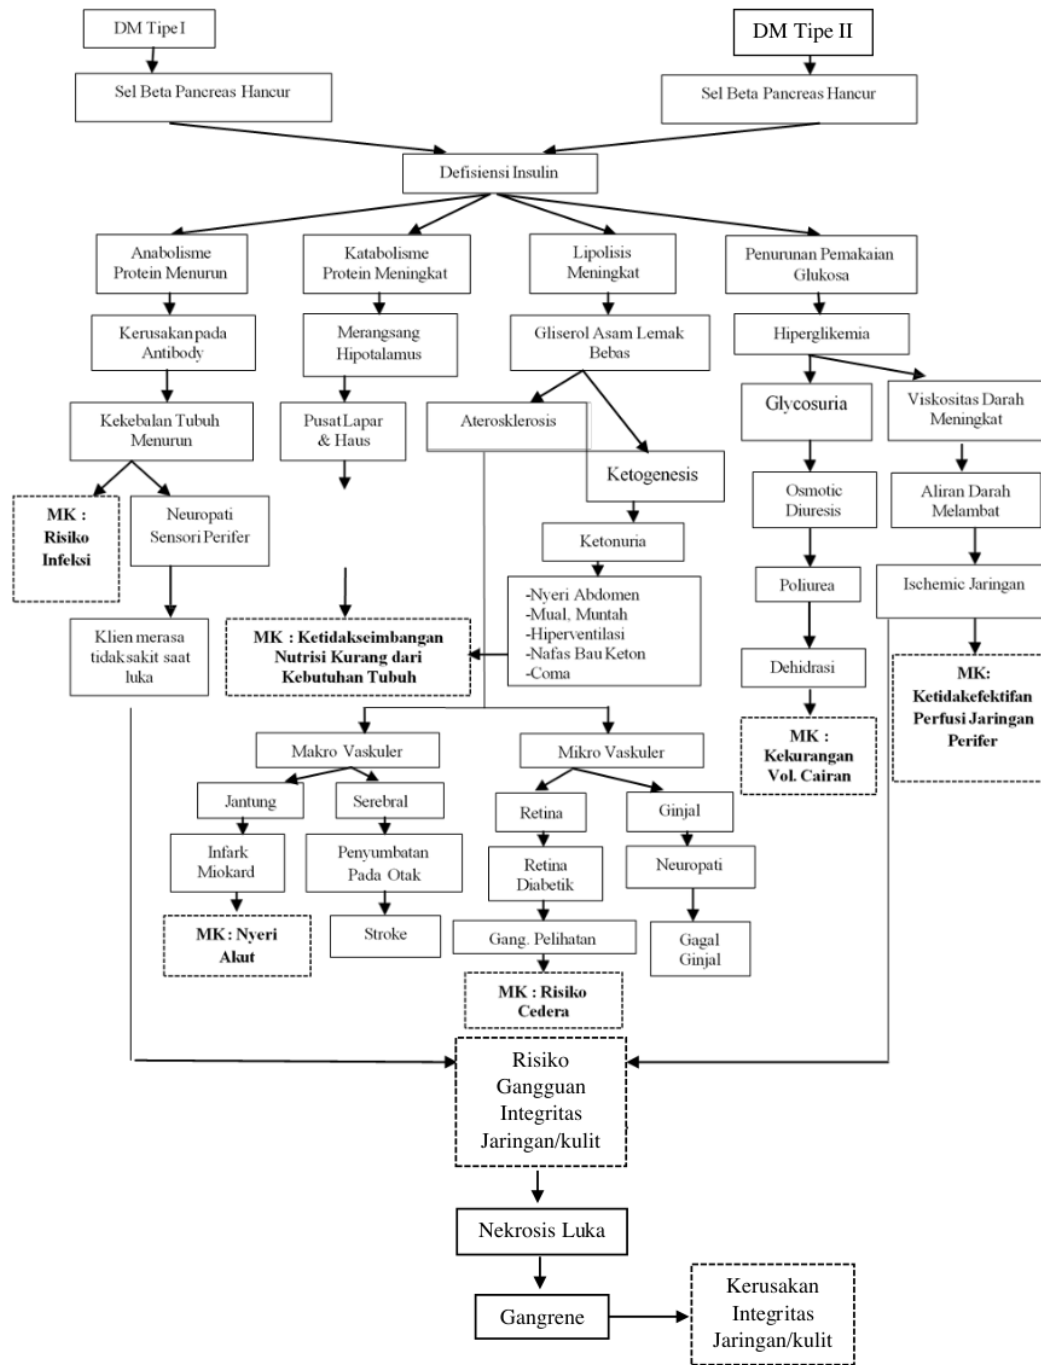 DM Tipe I
DM Tipe II
Sel Beta Pancreas Hancur
Sel Beta Pancreas Hancur
Defisiensi Insulin
Anabolisme
Protein Menurun
Katabolisme
Protein Meningkat
Lipolisis
Meningkat
Penurunan Pemakaian
Glukosa
Kerusakan pada
Antibody
Merangsang
Hipotalamus
Gliserol Asam Lemak
Bebas
Hiperglikemia
Kekebalan Tubuh
Menurun
Pusat Lapar
& Haus
Aterosklerosis
Glycosuria
Viskositas Darah
Meningkat
Ketogenesis
MK :
Risiko
Infeksi
Neuropati
Sensori Perifer
Osmotic
Diuresis
Aliran Darah
Melambat
Ketonuria
Poliurea
Ischemic Jaringan
-Nyeri Abdomen
-Mual, Muntah
-Hiperventilasi
-Nafas Bau Keton
-Coma
Klien merasa
tidak sakit saat
luka
MK : Ketidakseimbangan
Nutrisi Kurang dari
Kebutuhan Tubuh
Dehidrasi
MK:
Ketidakefektifan
Perfusi Jaringan
Perifer
MK :
Kekurangan
Vol. Cairan
Makro Vaskuler
Mikro Vaskuler
Jantung
Serebral
Retina
Ginjal
Infark
Miokard
Penyumbatan
Pada Otak
Retina
Diabetik
Neuropati
MK: Nyeri
Akut
Stroke
Gang. Pelihatan
Gagal
Ginjal
MK : Risiko
Cedera
Risiko
Gangguan
Integritas
Jaringan/kulit
Nekrosis Luka
Gangrene
Kerusakan
Integritas
Jaringan/kulit